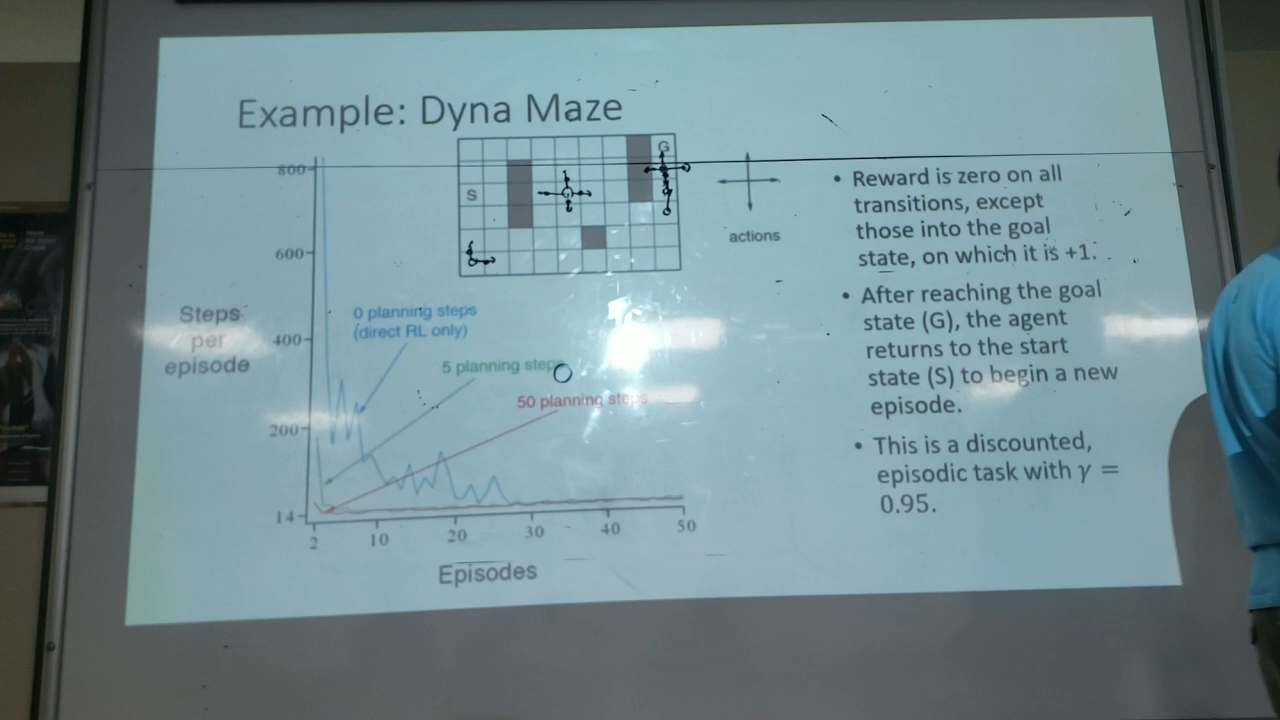 Example: Dyna Maze
G
S
actions
800
600
400
200
14
Steps
per
episode
0 planning steps
(direct RL only)
5 planning steps
50 planning steps
2
10
20
30
40
50
Episodes
• Reward is zero on all
transitions, except
those into the goal
state, on which it is +1.
• After reaching the goal
state (G), the agent
returns to the start
state (S) to begin a new
episode.
• This is a discounted,
episodic task with γ =
0.95.